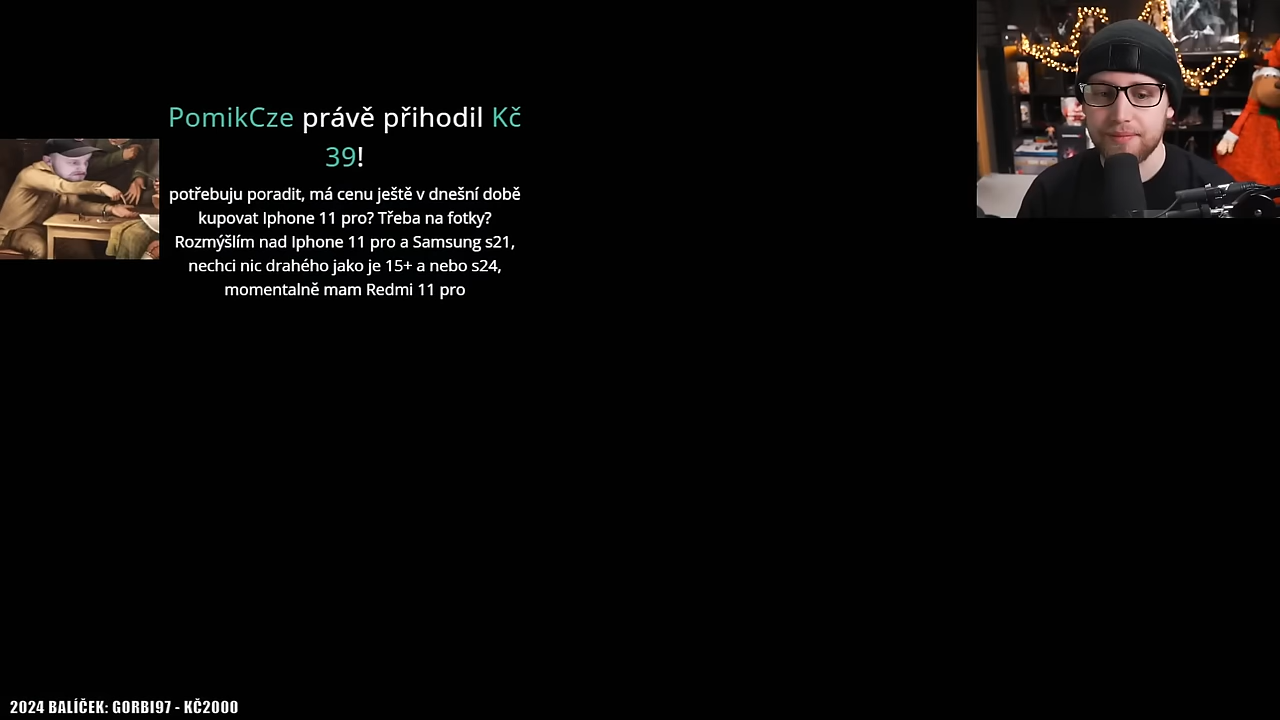 PomikCze právě přihodil Kč
39!
potřebuju poradit, má cenu ještě v dnešní době
kupovat Iphone 11 pro? Třeba na fotky?
Rozmýšlím nad Iphone 11 pro a Samsung s21,
nechci nic drahého jako je 15+ a nebo s24,
momentalně mam Redmi 11 pro
2024 BALÍČEK: GORBI97 - KČ2000